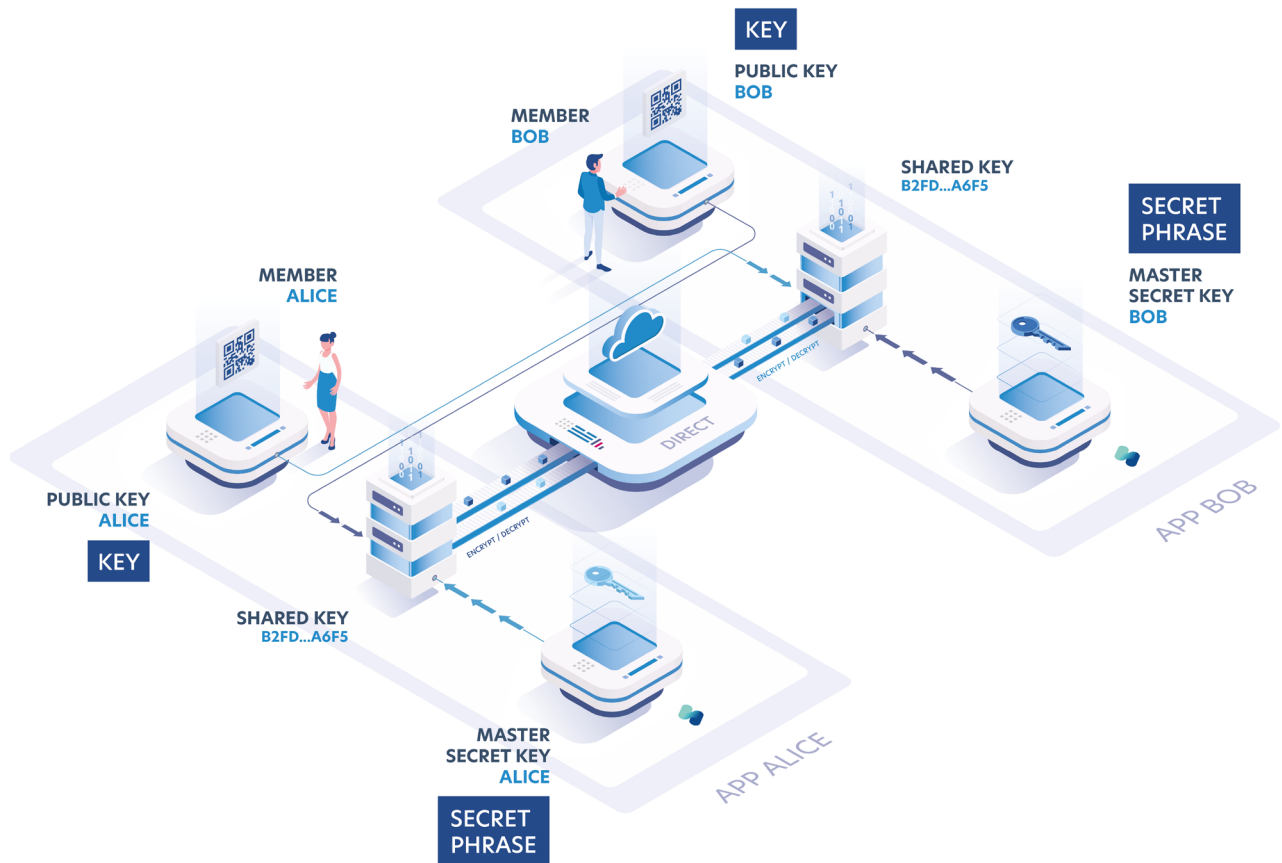 KEY
PUBLIC KEY
BOB
MEMBER
BOB
SHARED KEY
B2FD...A6F5
SECRET
PHRASE
MASTER
SECRET KEY
BOB
MEMBER
ALICE
ENCRYPT / DECRYPT
DIRECT
APP BOB
PUBLIC KEY
ALICE
KEY
ENCRYPT / DECRYPT
SHARED KEY
B2FD...A6F5
MASTER
SECRET KEY
ALICE
SECRET
PHRASE
APP ALICE